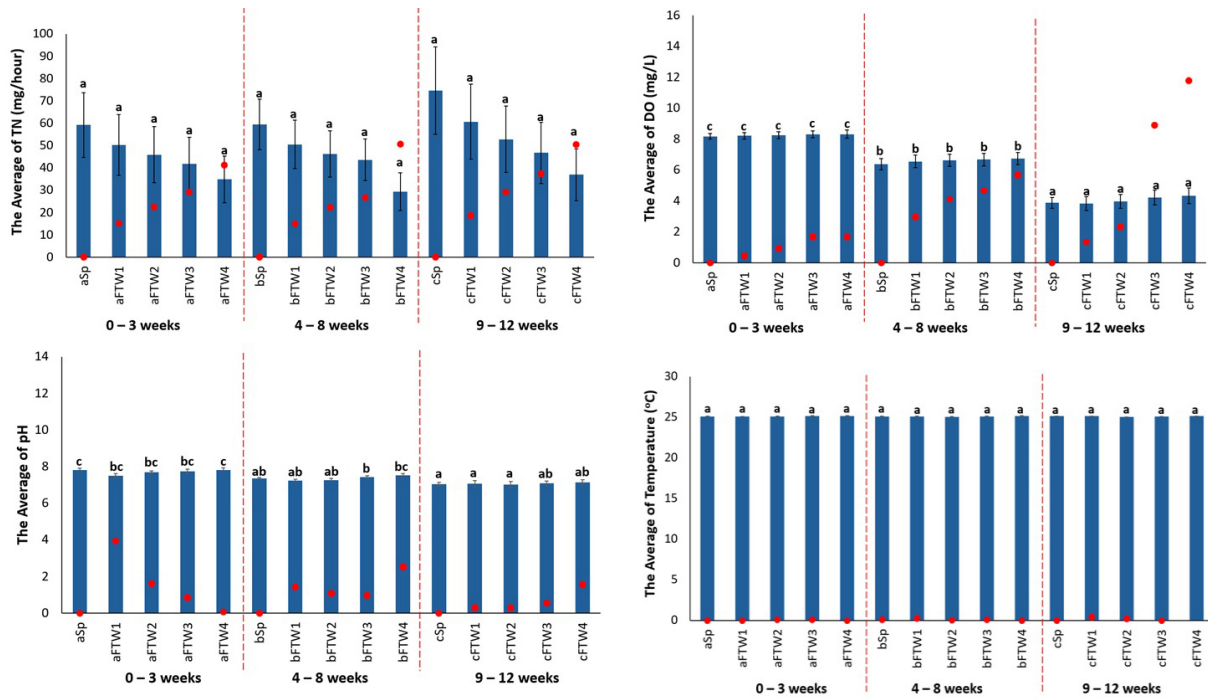 The Average of TN (mg/hour)
100
90
80
70
60
50
40
30
20
10
0
a a a a a a a a a a a a a a a
aSp aFTW1 aFTW2 aFTW3 aFTW4 bSp bFTW1 bFTW2 bFTW3 bFTW4 cSp cFTW1 cFTW2 cFTW3 cFTW4
0 – 3 weeks 4 – 8 weeks 9 – 12 weeks
The Average of DO (mg/L)
16
14
12
10
8
6
4
2
0
c c c c c b b b b b a a a a a
aSp aFTW1 aFTW2 aFTW3 aFTW4 bSp bFTW1 bFTW2 bFTW3 bFTW4 cSp cFTW1 cFTW2 cFTW3 cFTW4
0 – 3 weeks 4 – 8 weeks 9 – 12 weeks
The Average of pH
14
12
10
8
6
4
2
0
c bc bc bc c ab ab ab b bc a a a ab ab
aSp aFTW1 aFTW2 aFTW3 aFTW4 bSp bFTW1 bFTW2 bFTW3 bFTW4 cSp cFTW1 cFTW2 cFTW3 cFTW4
0 – 3 weeks 4 – 8 weeks 9 – 12 weeks
The Average of Temperature (°C)
30
25
20
15
10
5
0
a a a a a a a a a a a a a a a
aSp aFTW1 aFTW2 aFTW3 aFTW4 bSp bFTW1 bFTW2 bFTW3 bFTW4 cSp cFTW1 cFTW2 cFTW3 cFTW4
0 – 3 weeks 4 – 8 weeks 9 – 12 weeks